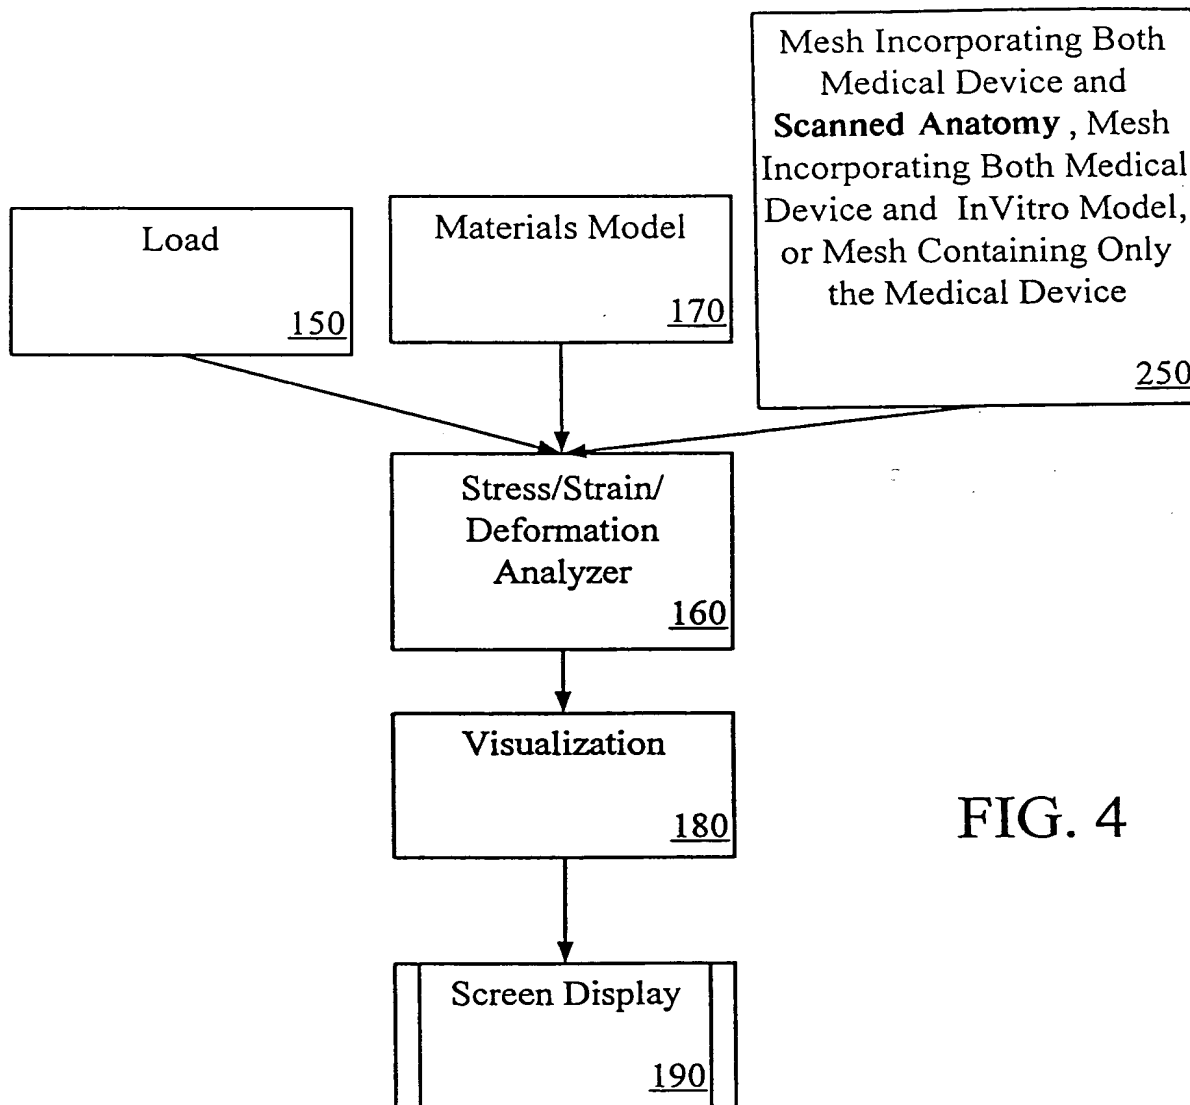 Mesh Incorporating Both
Medical Device and
Scanned Anatomy , Mesh
Incorporating Both Medical
Device and InVitro Model,
or Mesh Containing Only
the Medical Device
250
Load
150
Materials Model
170
Stress/Strain/
Deformation
Analyzer
160
Visualization
180
FIG. 4
Screen Display
190